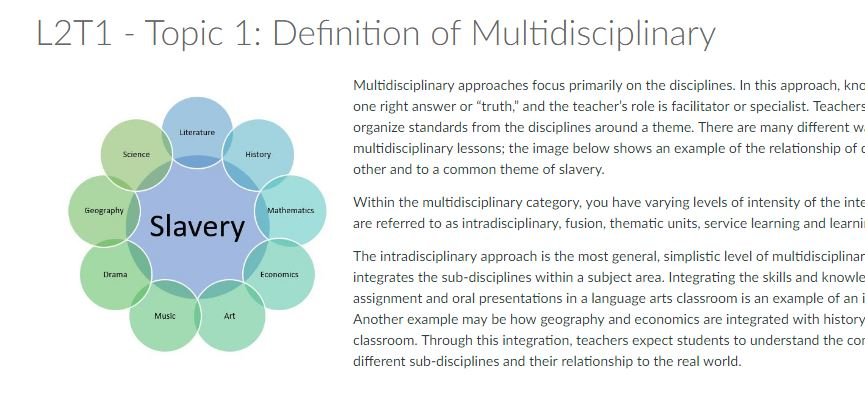 L2T1 - Topic 1: Definition of Multidisciplinary
Literature
Science
History
Geography
Slavery
Mathematics
Drama
Economics
Music
Art
Multidisciplinary approaches focus primarily on the disciplines. In this approach, kno
one right answer or “truth,” and the teacher’s role is facilitator or specialist. Teachers
organize standards from the disciplines around a theme. There are many different w
multidisciplinary lessons; the image below shows an example of the relationship of
other and to a common theme of slavery.
Within the multidisciplinary category, you have varying levels of intensity of the inte
are referred to as intradisciplinary, fusion, thematic units, service learning and learni
The intradisciplinary approach is the most general, simplistic level of multidisciplinar
integrates the sub-disciplines within a subject area. Integrating the skills and knowle
assignment and oral presentations in a language arts classroom is an example of an i
Another example may be how geography and economics are integrated with history
classroom. Through this integration, teachers expect students to understand the con
different sub-disciplines and their relationship to the real world.